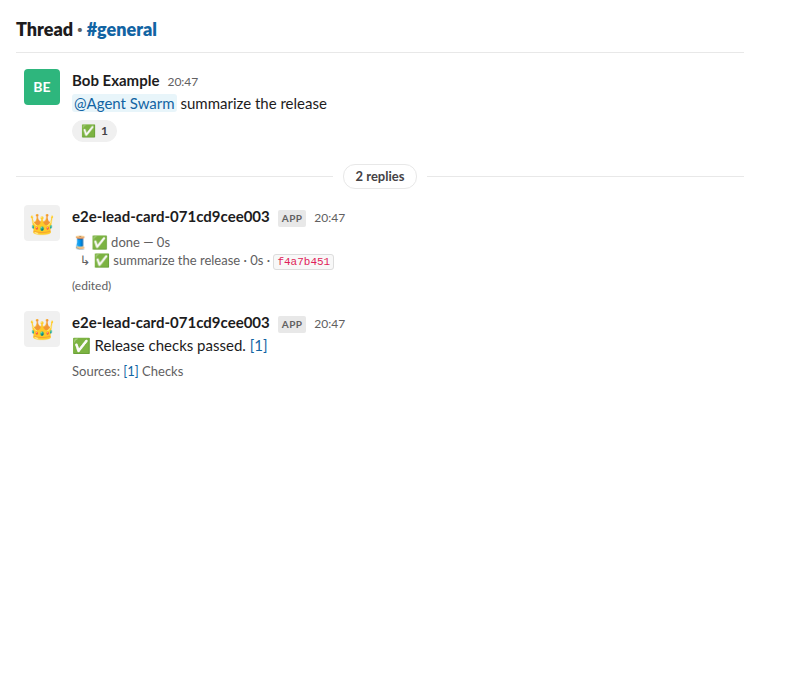 Thread • #general
BE
Bob Example 20:47
@Agent Swarm summarize the release
✅ 1
2 replies
e2e-lead-card-071cd9cee003 APP 20:47
🧵 ✅ done — 0s
↳ ✅ summarize the release · 0s · f4a7b451
(edited)
e2e-lead-card-071cd9cee003 APP 20:47
✅ Release checks passed. [1]
Sources: [1] Checks